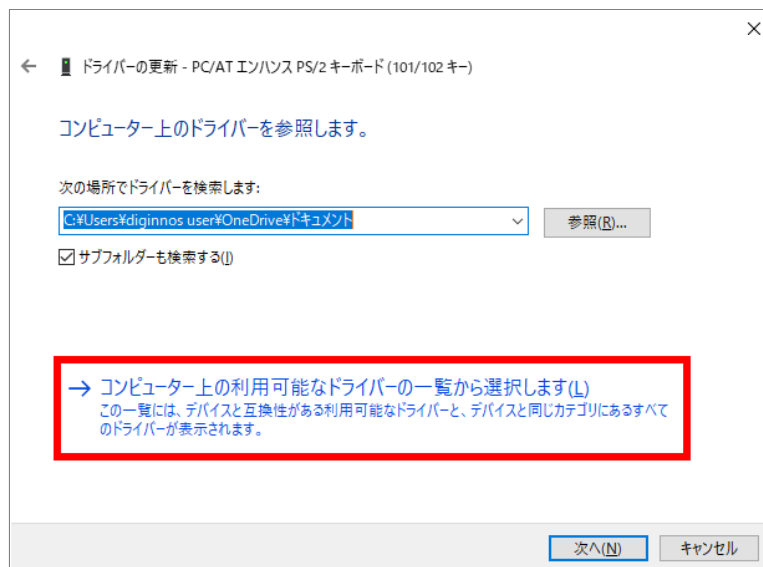 ドライバーの更新 - PC/AT エンハンス PS/2 キーボード (101/102 キー)
コンピューター上のドライバーを参照します。
次の場所でドライバーを検索します:
C:¥Users¥diginnos user¥OneDrive¥ドキュメント
参照(R)...
サブフォルダーも検索する(I)
コンピューター上の利用可能なドライバーの一覧から選択します(L)
この一覧には、デバイスと互換性がある利用可能なドライバーと、デバイスと同じカテゴリにあるすべて
のドライバーが表示されます。
次へ(N)
キャンセル